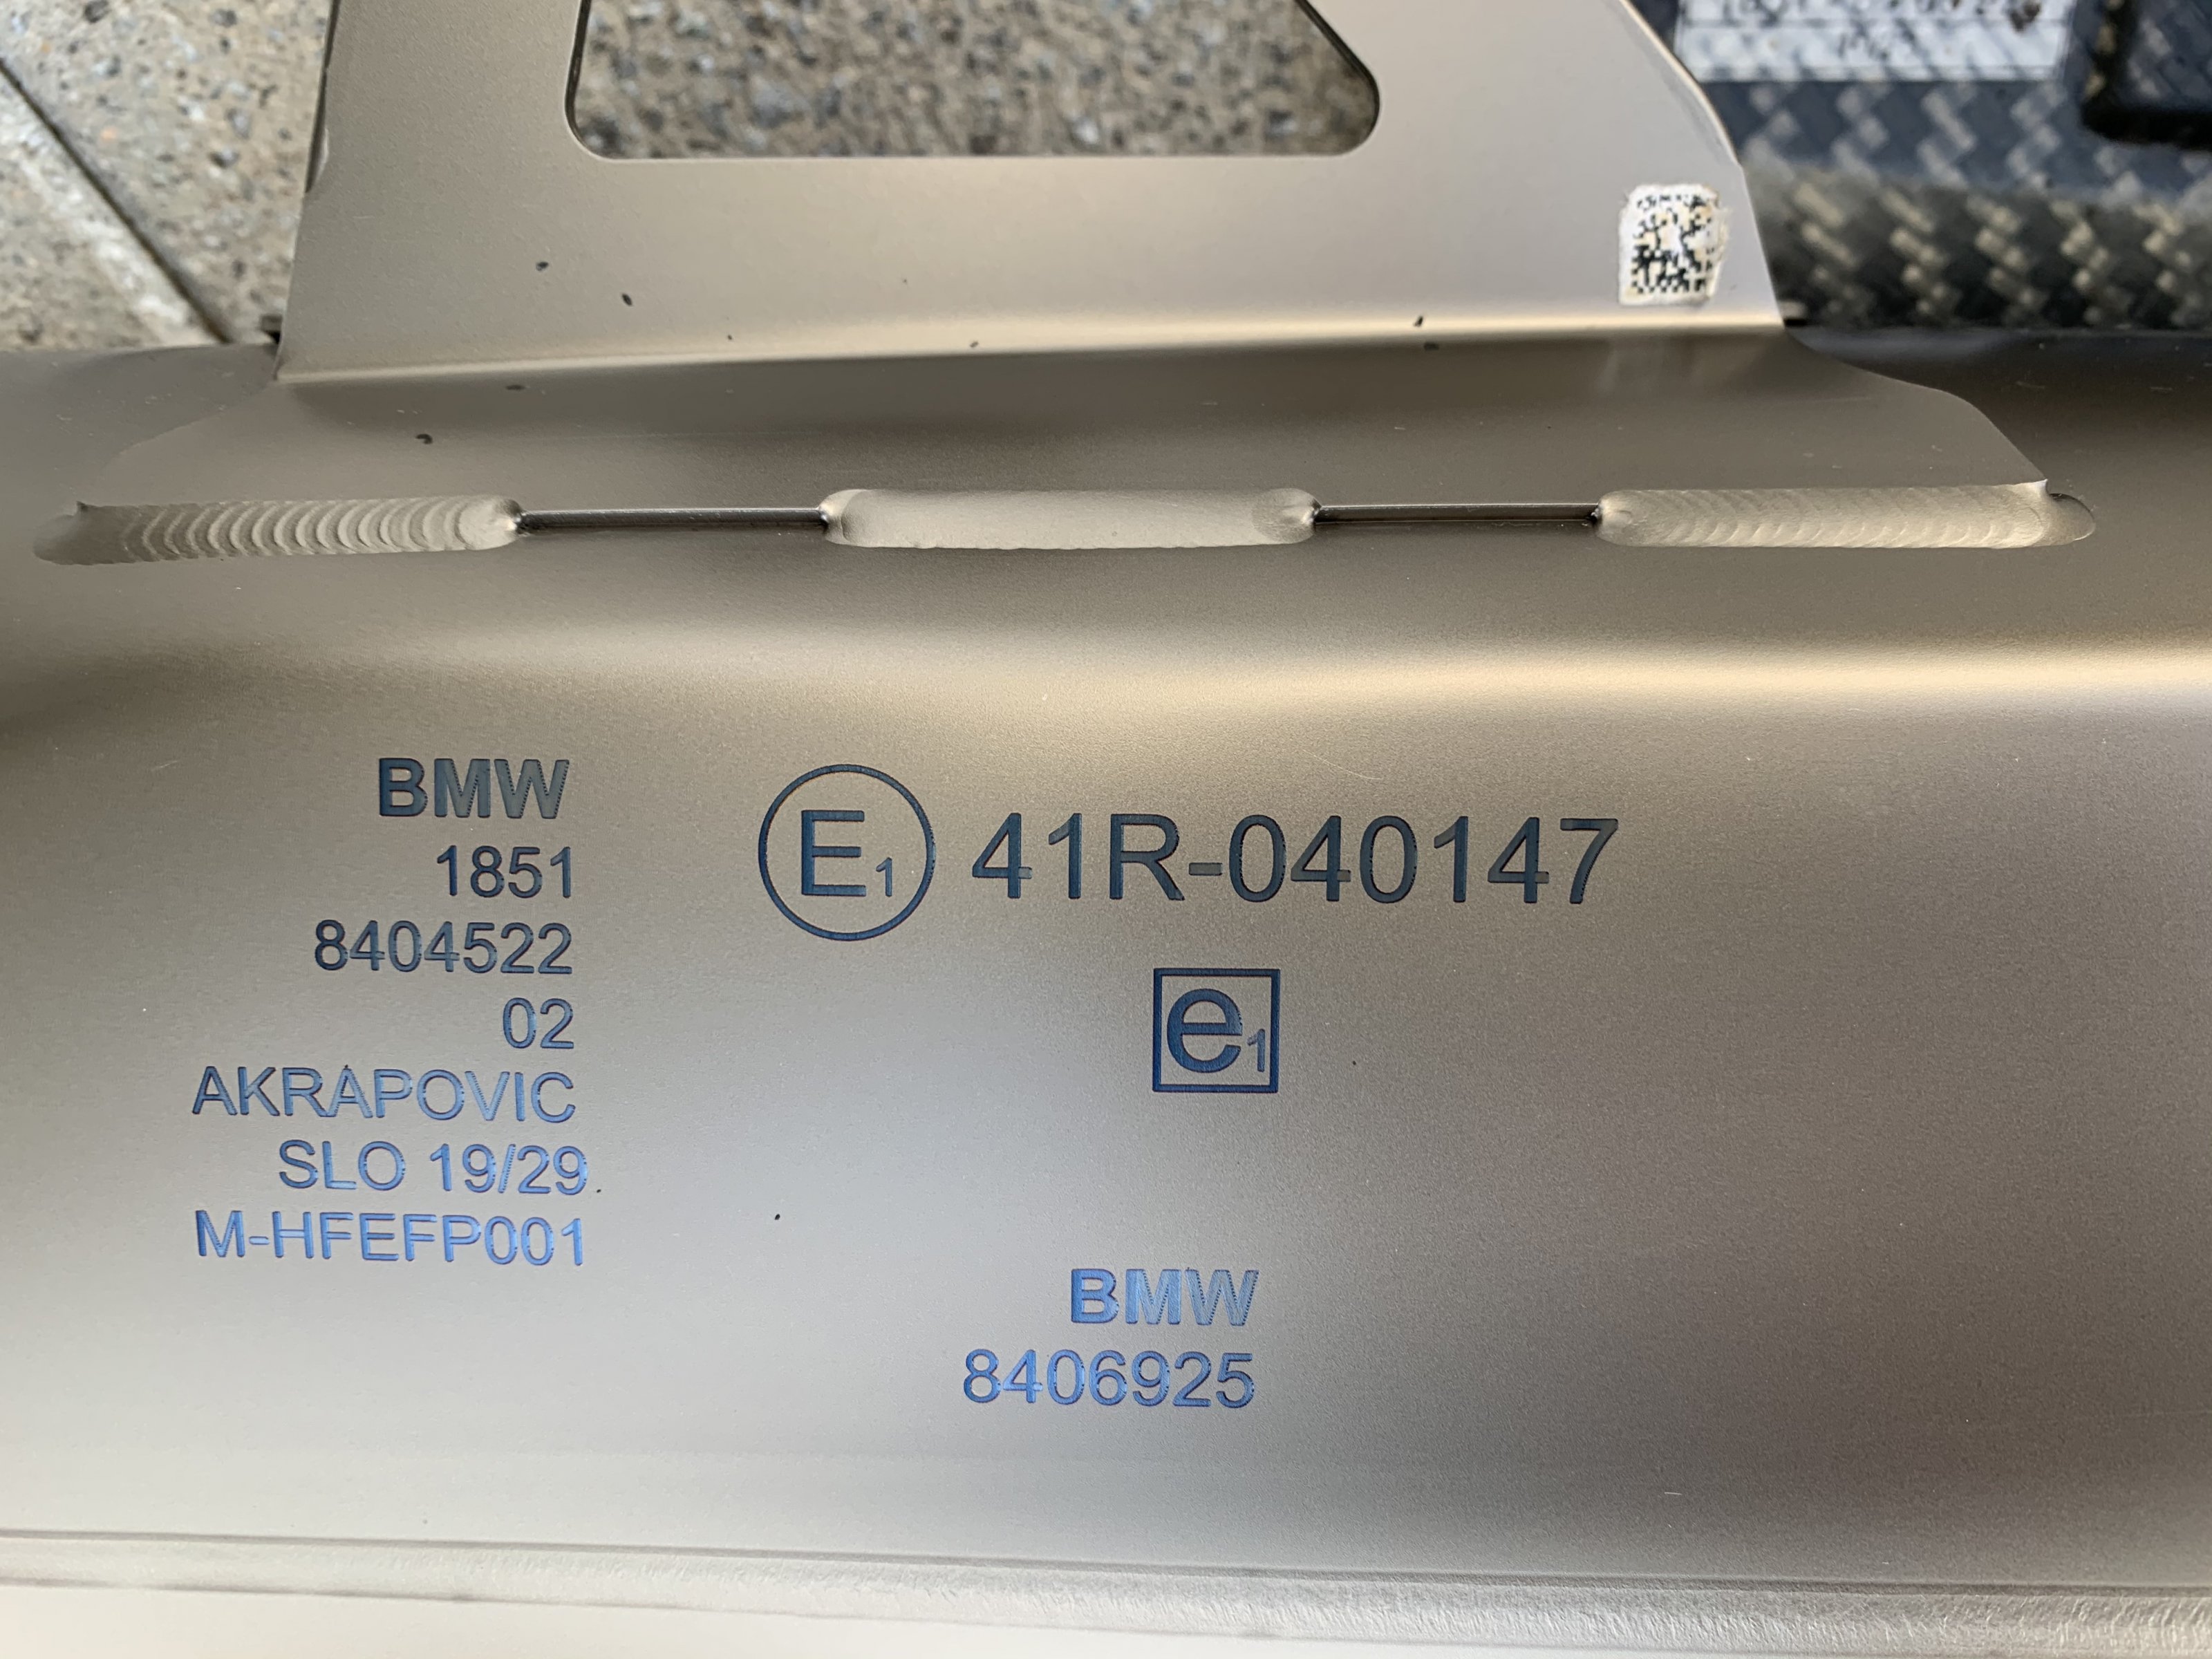 BMW
1851
8404522
02
AKRAPOVIC
SLO 19/29
M-HFEFP001
E1 41R-040147
e1
BMW
8406925